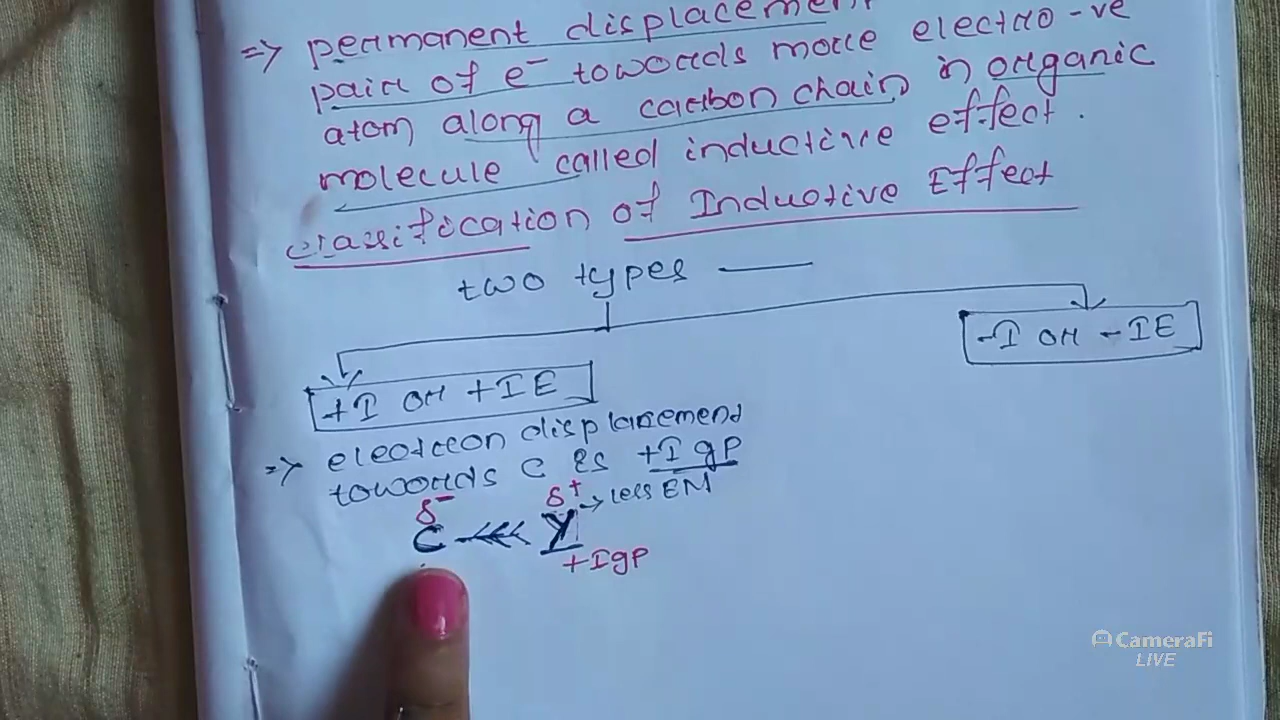 => permanent displacement
pair of e⁻ towards more electro -ve
atom along a carbon chain in organic
molecule called inductive effect.
classification of Inductive Effect
two types —
-I OR -IE
+I OR +IE
=> electron displacement
towards C is +I gp
δ⁻ δ⁺ → less EN
C ← Y
+I gp
CameraFi
LIVE